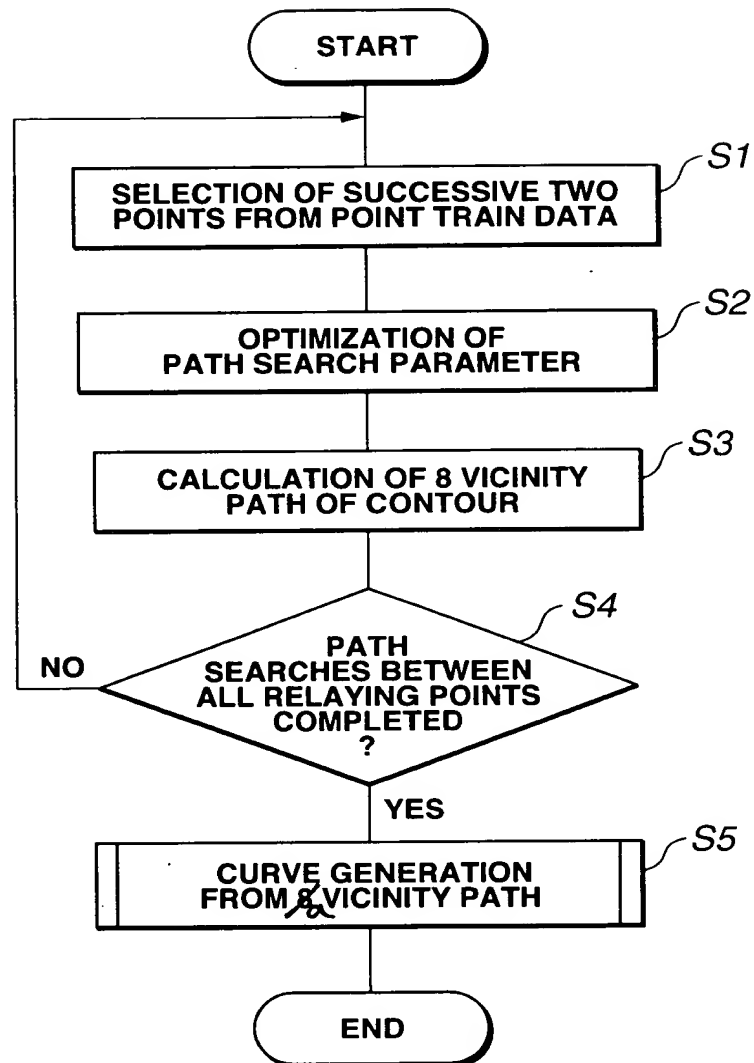 START
S1
SELECTION OF SUCCESSIVE TWO
POINTS FROM POINT TRAIN DATA
S2
OPTIMIZATION OF
PATH SEARCH PARAMETER
S3
CALCULATION OF 8 VICINITY
PATH OF CONTOUR
S4
PATH
SEARCHES BETWEEN
ALL RELAYING POINTS
COMPLETED
?
NO
YES
S5
CURVE GENERATION
FROM 8 a VICINITY PATH
END